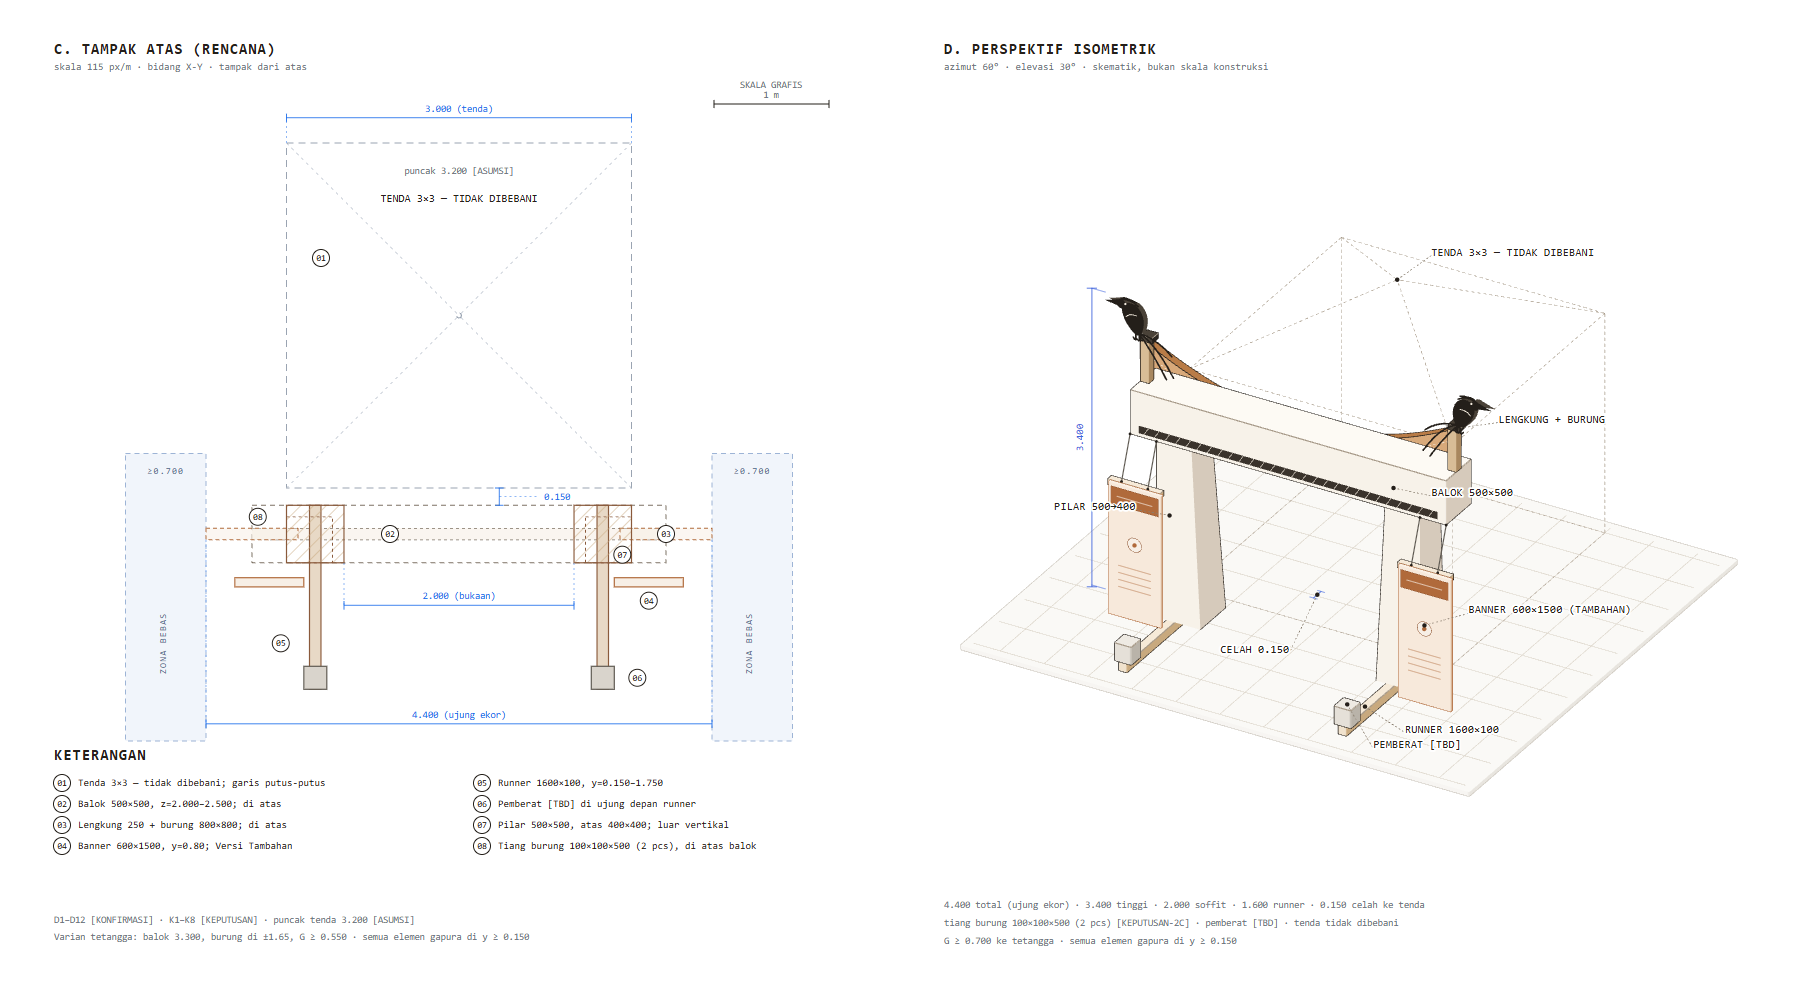 C. TAMPAK ATAS (RENCANA)
skala 115 px/m · bidang X-Y · tampak dari atas
SKALA GRAFIS
1 m
3.000 (tenda)
puncak 3.200 [ASUMSI]
TENDA 3×3 — TIDAK DIBEBANI
01
≥0.700
≥0.700
0.150
08
02
03
07
2.000 (bukaan)
04
05
ZONA BEBAS
ZONA BEBAS
06
4.400 (ujung ekor)
KETERANGAN
01 Tenda 3×3 — tidak dibebani; garis putus-putus
02 Balok 500×500, z=2.000–2.500; di atas
03 Lengkung 250 + burung 800×800; di atas
04 Banner 600×1500, y=0.80; Versi Tambahan
05 Runner 1600×100, y=0.150–1.750
06 Pemberat [TBD] di ujung depan runner
07 Pilar 500×500, atas 400×400; luar vertikal
08 Tiang burung 100×100×500 (2 pcs), di atas balok
D1–D12 [KONFIRMASI] · K1–K8 [KEPUTUSAN] · puncak tenda 3.200 [ASUMSI]
Varian tetangga: balok 3.300, burung di ±1.65, G ≥ 0.550 · semua elemen gapura di y ≥ 0.150
D. PERSPEKTIF ISOMETRIK
azimut 60° · elevasi 30° · skematik, bukan skala konstruksi
TENDA 3×3 — TIDAK DIBEBANI
LENGKUNG + BURUNG
3.400
BALOK 500×500
PILAR 500→400
BANNER 600×1500 (TAMBAHAN)
CELAH 0.150
RUNNER 1600×100
PEMBERAT [TBD]
4.400 total (ujung ekor) · 3.400 tinggi · 2.000 soffit · 1.600 runner · 0.150 celah ke tenda
tiang burung 100×100×500 (2 pcs) [KEPUTUSAN-2C] · pemberat [TBD] · tenda tidak dibebani
G ≥ 0.700 ke tetangga · semua elemen gapura di y ≥ 0.150